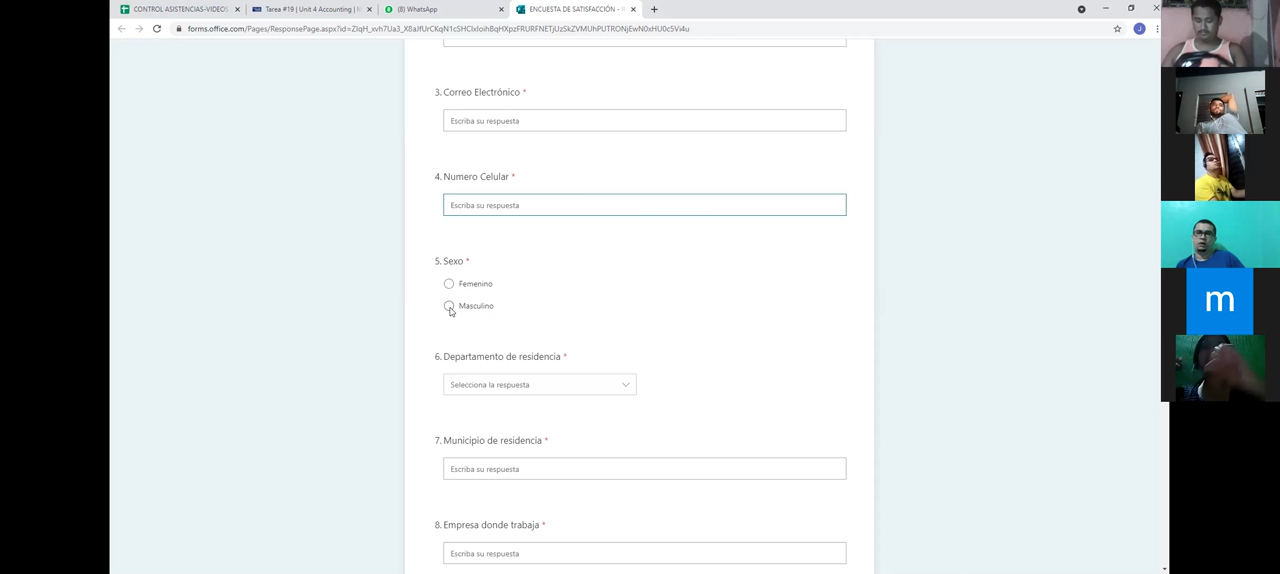 CONTROL ASISTENCIAS-VIDEOS
Tarea #19 | Unit 4 Accounting |
(8) WhatsApp
ENCUESTA DE SATISFACCIÓN -
forms.office.com/Pages/ResponsePage.aspx?id=
J
3. Correo Electrónico *
Escriba su respuesta
4. Numero Celular *
Escriba su respuesta
5. Sexo *
Femenino
Masculino
6. Departamento de residencia *
Selecciona la respuesta
7. Municipio de residencia *
Escriba su respuesta
8. Empresa donde trabaja *
Escriba su respuesta
m